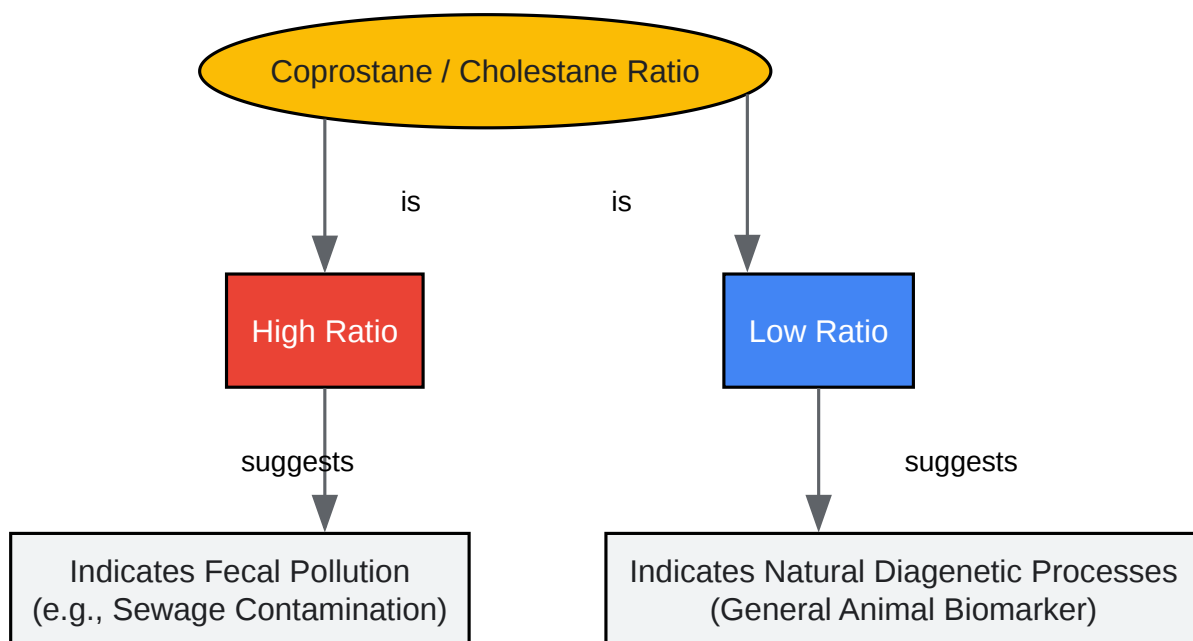 Coprostane / Cholestane Ratio
is
is
High Ratio
Low Ratio
suggests
suggests
Indicates Fecal Pollution
(e.g., Sewage Contamination)
Indicates Natural Diagenetic Processes
(General Animal Biomarker)